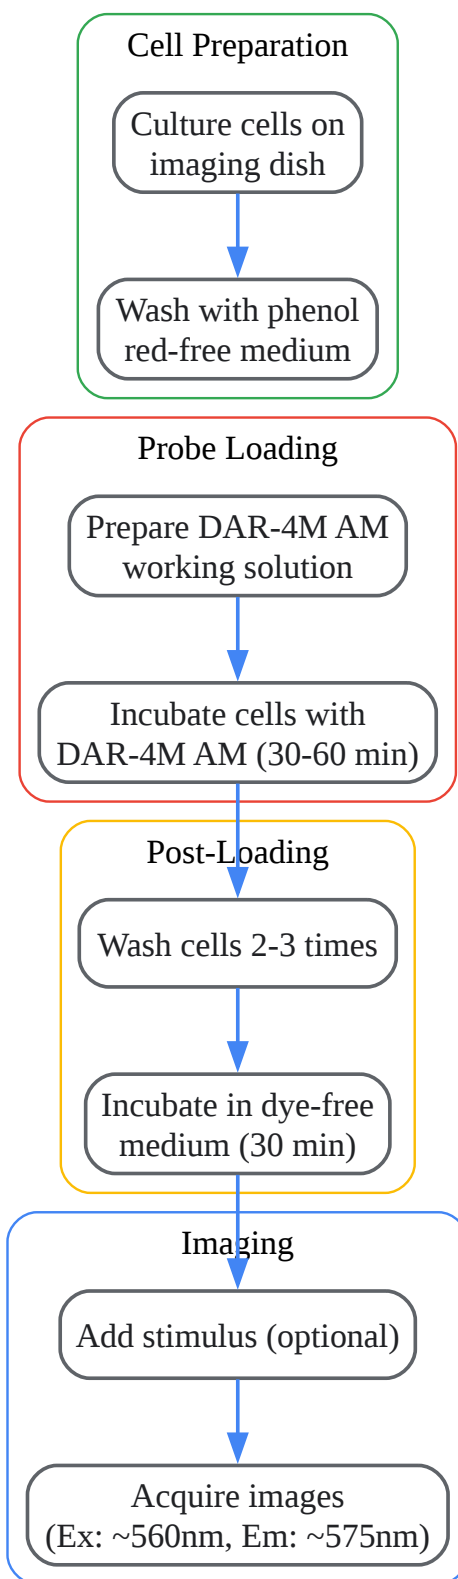 Cell Preparation
Culture cells on
imaging dish
Wash with phenol
red-free medium
Probe Loading
Prepare DAR-4M AM
working solution
Incubate cells with
DAR-4M AM (30-60 min)
Post-Loading
Wash cells 2-3 times
Incubate in dye-free
medium (30 min)
Imaging
Add stimulus (optional)
Acquire images
(Ex: ~560nm, Em: ~575nm)